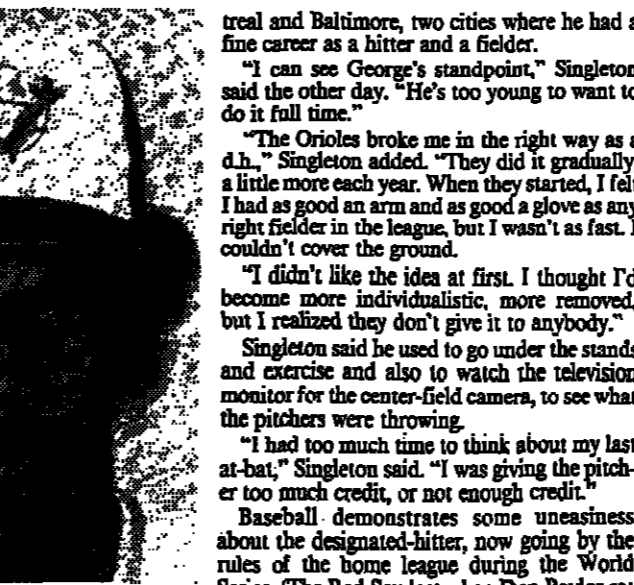 treal and Baltimore, two cities where he had a
fine career as a hitter and a fielder.
"I can see George's standpoint," Singleton
said the other day. "He's too young to want to
do it full time."
"The Orioles broke me in the right way as a
d.h.," Singleton added. "They did it gradually,
a little more each year. When they started, I felt
I had as good an arm and as good a glove as any
right fielder in the league, but I wasn't as fast. I
couldn't cover the ground.
"I didn't like the idea at first. I thought I'd
become more individualistic, more removed,
but I realized they don't give it to anybody."
Singleton said he used to go under the stands
and exercise and also to watch the television
monitor for the center-field camera, to see what
the pitchers were throwing.
"I had too much time to think about my last
at-bat," Singleton said. "I was giving the pitch-
er too much credit, or not enough credit."
Baseball demonstrates some uneasiness
about the designated-hitter, now going by the
rules of the home league during the World